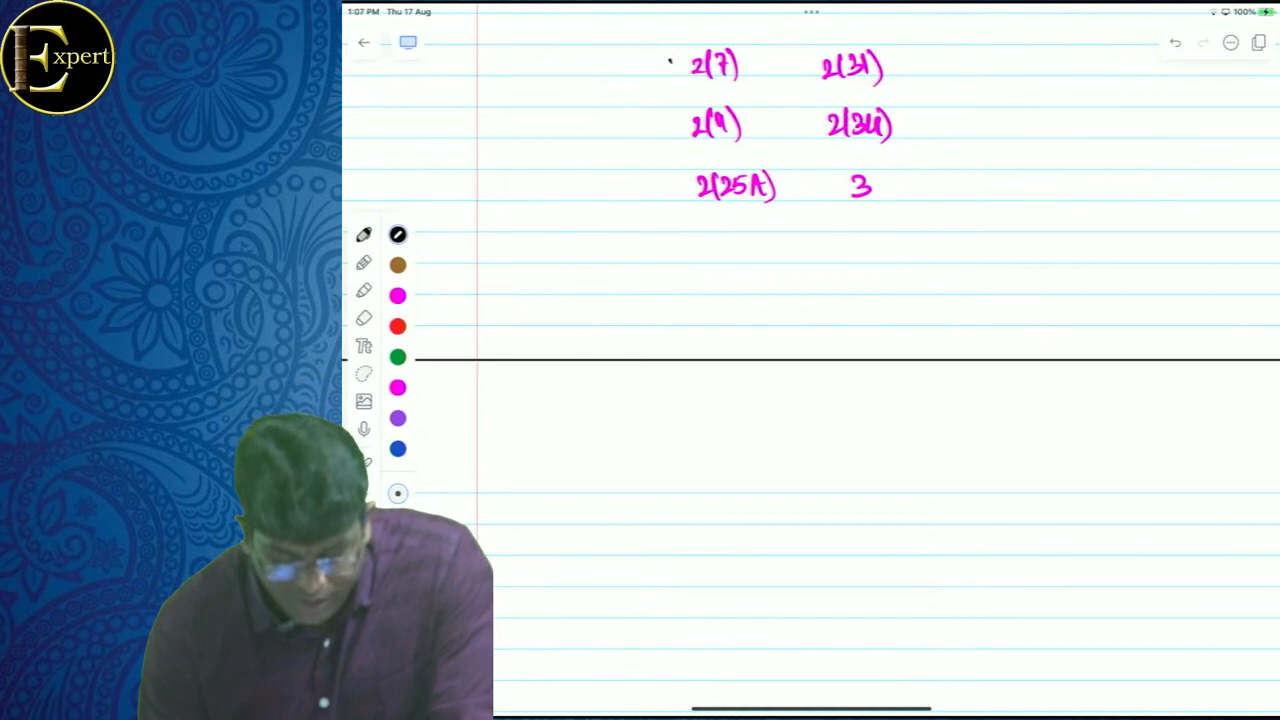 Expert
1:07 PM Thu 17 Aug
100%
2(7) 2(31)
2(9) 2(34)
2(25A) 3
Tt